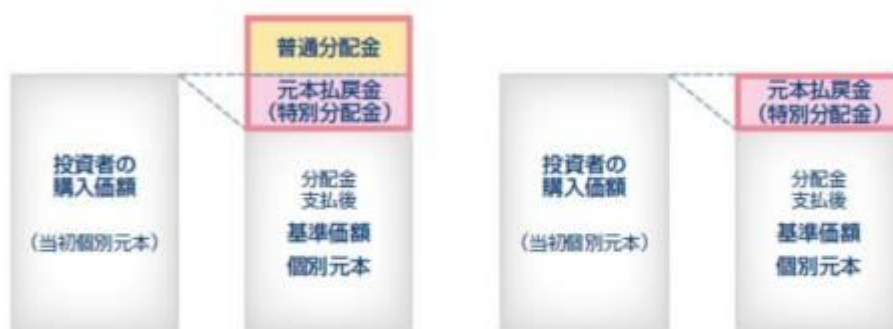 普通分配金
元本払戻金
（特別分配金）
投資者の
購入価額
（当初個別元本）
分配金
支払後
基準価額
個別元本
元本払戻金
（特別分配金）
投資者の
購入価額
（当初個別元本）
分配金
支払後
基準価額
個別元本